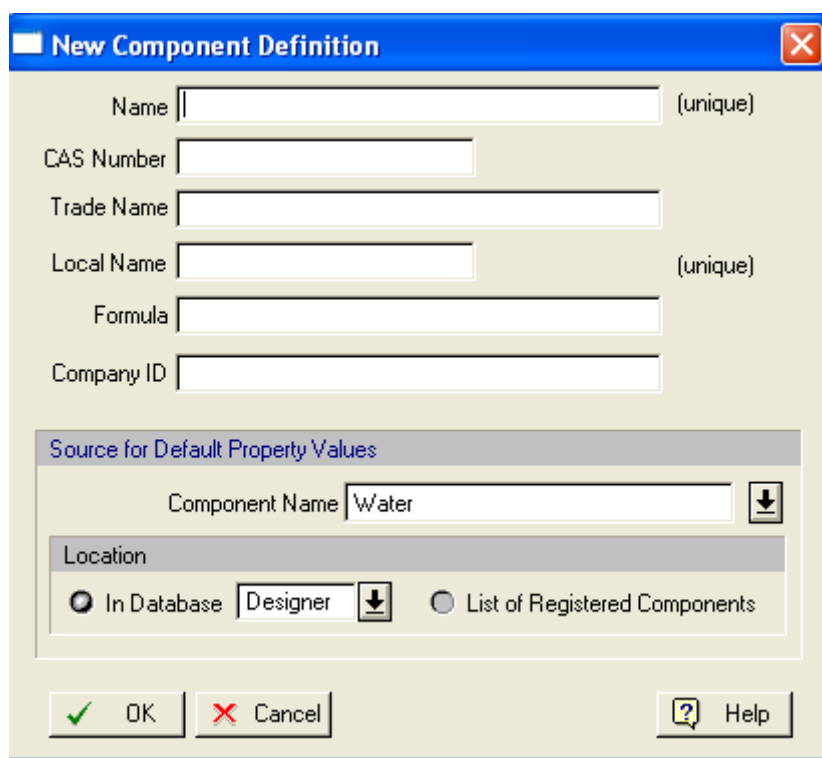 New Component Definition
Name (unique)
CAS Number
Trade Name
Local Name (unique)
Formula
Company ID
Source for Default Property Values
Component Name Water
Location
In Database Designer List of Registered Components
OK Cancel Help